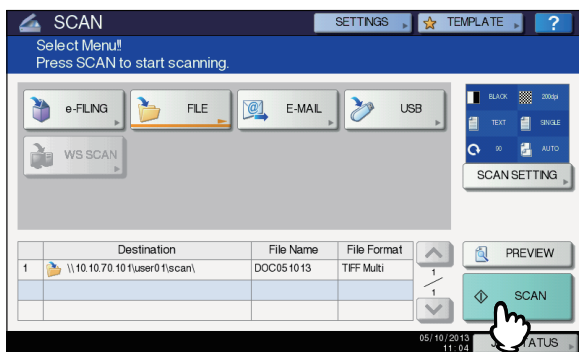 SCAN SETTINGS TEMPLATE ?
Select Menu!!
Press SCAN to start scanning.
e-FILING FILE E-MAIL USB
WS SCAN
BLACK 200dpi
TEXT SINGLE
90 AUTO
SCAN SETTING
Destination File Name File Format
1 \\10.10.70.101\user01\scan\ DOC051013 TIFF Multi
1
1
PREVIEW
SCAN
05/10/2013
11:04
STATUS